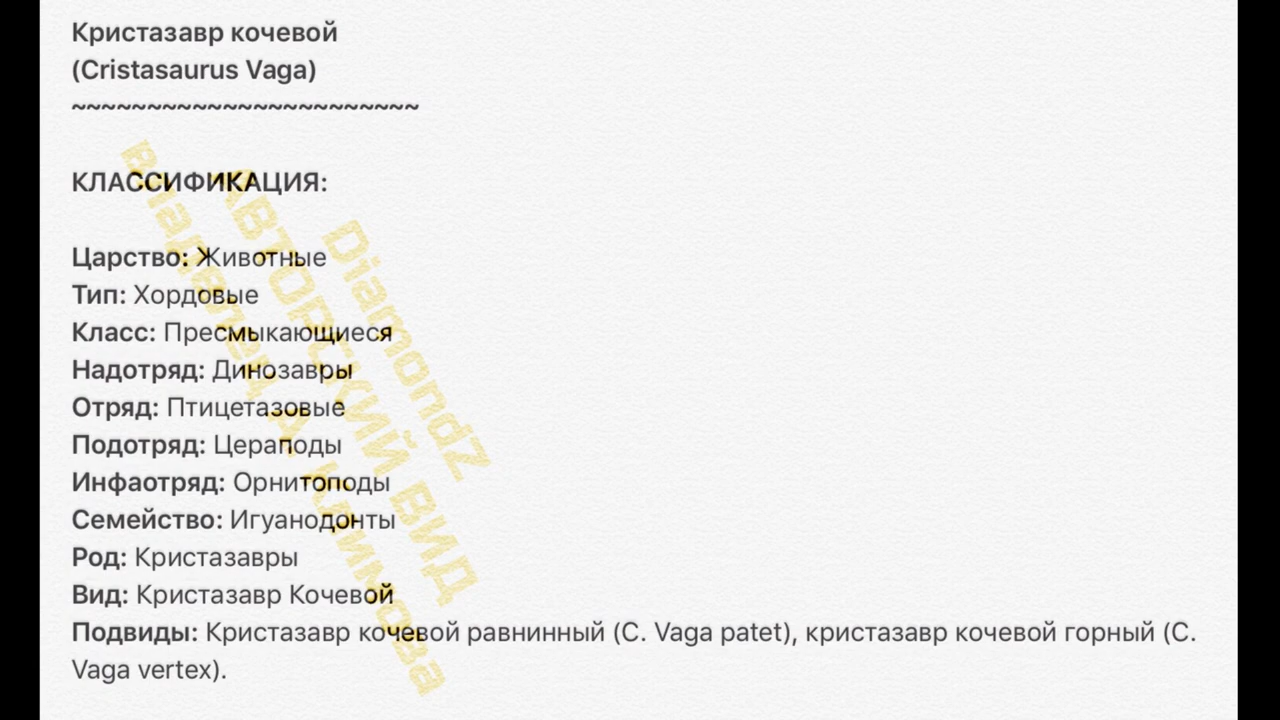 Кристазавр кочевой
(Cristasaurus Vaga)
~~~~~~~~~~~~~~~~~~~~~~~
КЛАССИФИКАЦИЯ:
Царство: Животные
Тип: Хордовые
Класс: Пресмыкающиеся
Надотряд: Динозавры
Отряд: Птицетазовые
Подотряд: Цераподы
Инфаотряд: Орнитоподы
Семейство: Игуанодонты
Род: Кристазавры
Вид: Кристазавр Кочевой
Подвиды: Кристазавр кочевой равнинный (C. Vaga patet), кристазавр кочевой горный (C.
Vaga vertex).
DiamondZ
АВТОРСКИЙ ВИД
Владлена Климова